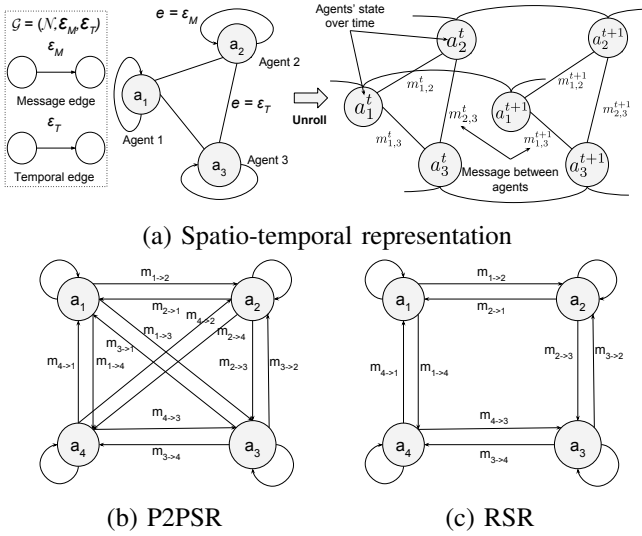 𝒢 = (𝒩, ε_M, ε_T)
ε_M
Message edge
ε_T
Temporal edge
e = ε_M
a_2
Agent 2
a_1
Agent 1
e = ε_T
a_3
Agent 3
Unroll
Agents' state
over time
a_2^t
a_1^t
m_{1,2}^t
m_{2,3}^t
m_{1,3}^t
a_3^t
a_2^{t+1}
m_{1,2}^{t+1}
a_1^{t+1}
m_{2,3}^{t+1}
m_{1,3}^{t+1}
a_3^{t+1}
Message between
agents
(a) Spatio-temporal representation
m_{1->2}
a_1
a_2
m_{2->1}
m_{4->2}
m_{1->3}
m_{3->1}
m_{2->4}
m_{4->1}
m_{1->4}
m_{2->3}
m_{3->2}
m_{4->3}
a_4
a_3
m_{3->4}
(b) P2PSR
m_{1->2}
a_1
a_2
m_{2->1}
m_{4->1}
m_{1->4}
m_{2->3}
m_{3->2}
m_{4->3}
a_4
a_3
m_{3->4}
(c) RSR